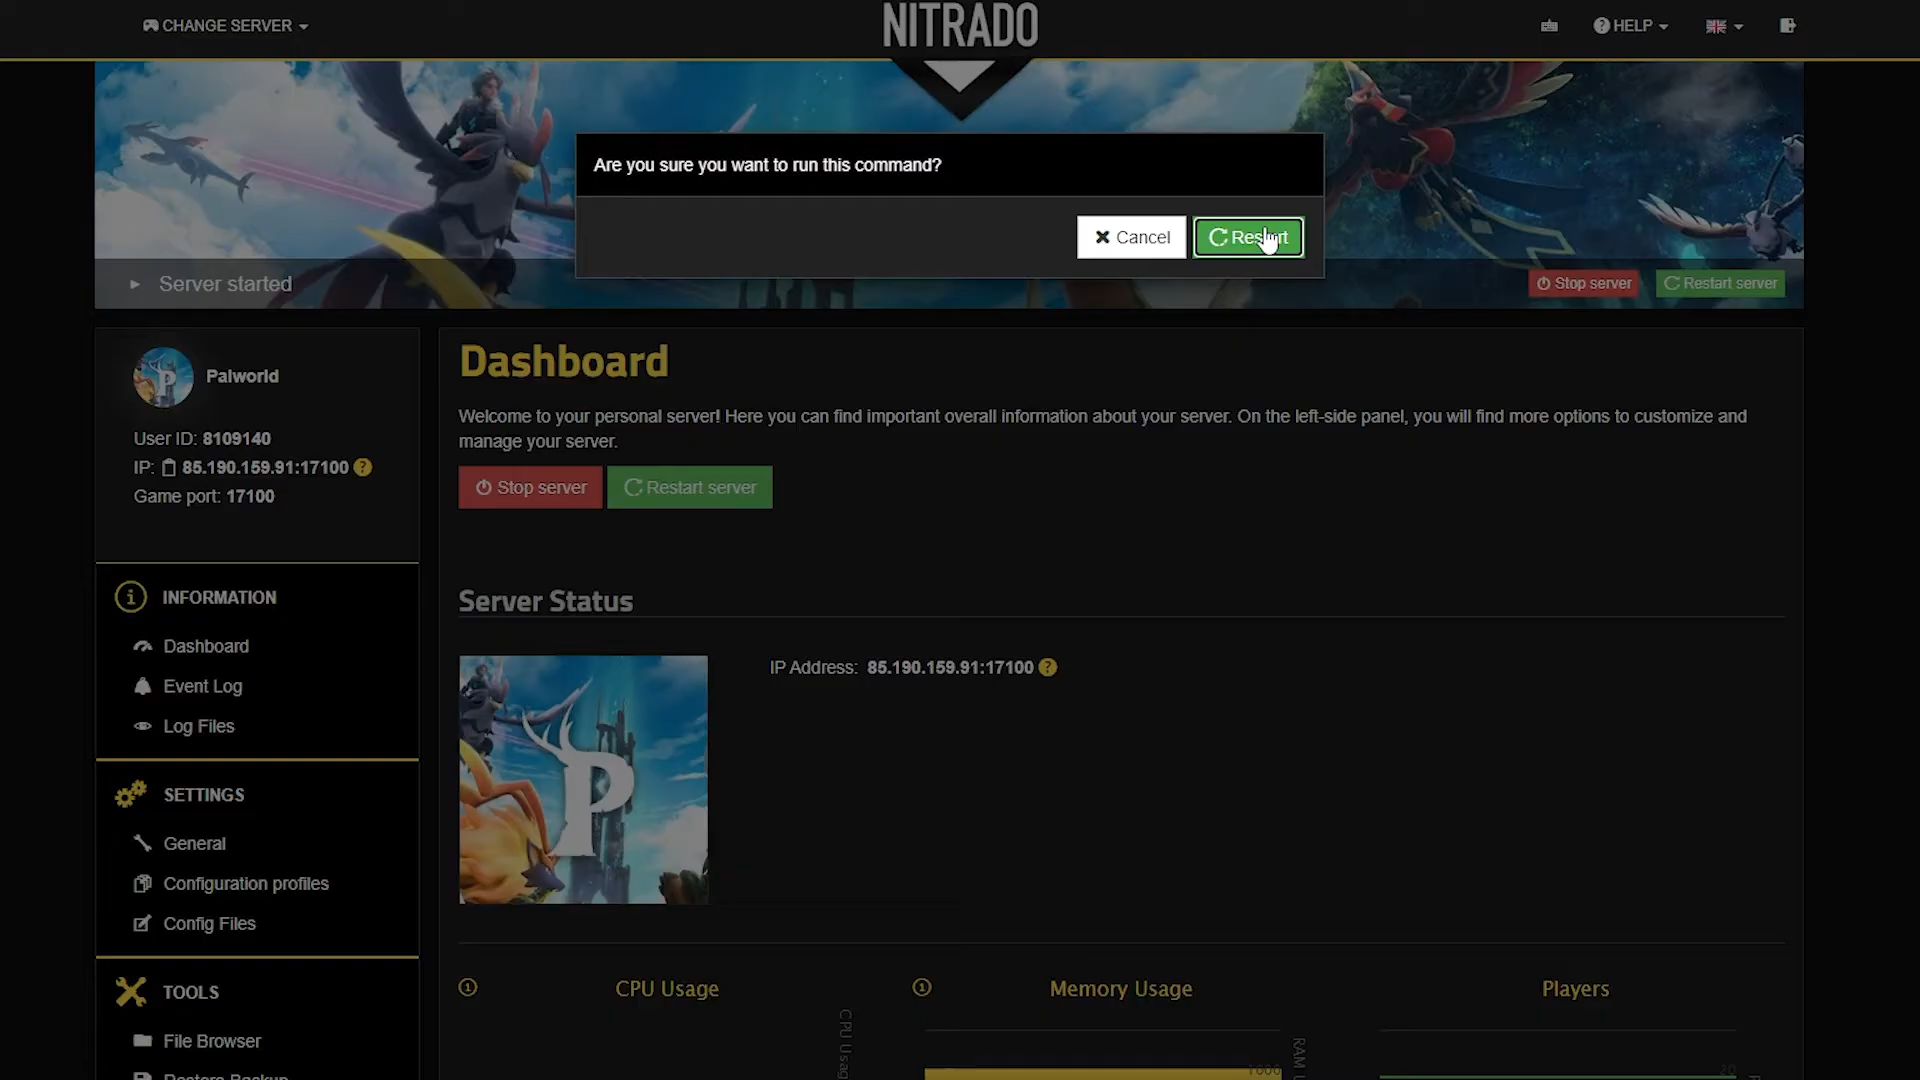 CHANGE SERVER
NITRADO
HELP
Are you sure you want to run this command?
Cancel
Restart
Server started
Stop server
Restart server
Palworld
User ID: 8109140
IP: 85.190.159.91:17100 ?
Game port: 17100
Dashboard
Welcome to your personal server! Here you can find important overall information about your server. On the left-side panel, you will find more options to customize and
manage your server.
Stop server
Restart server
INFORMATION
Dashboard
Event Log
Log Files
Server Status
IP Address: 85.190.159.91:17100 ?
SETTINGS
General
Configuration profiles
Config Files
CPU Usage
Memory Usage
Players
TOOLS
File Browser
Restore Backup
1000
20